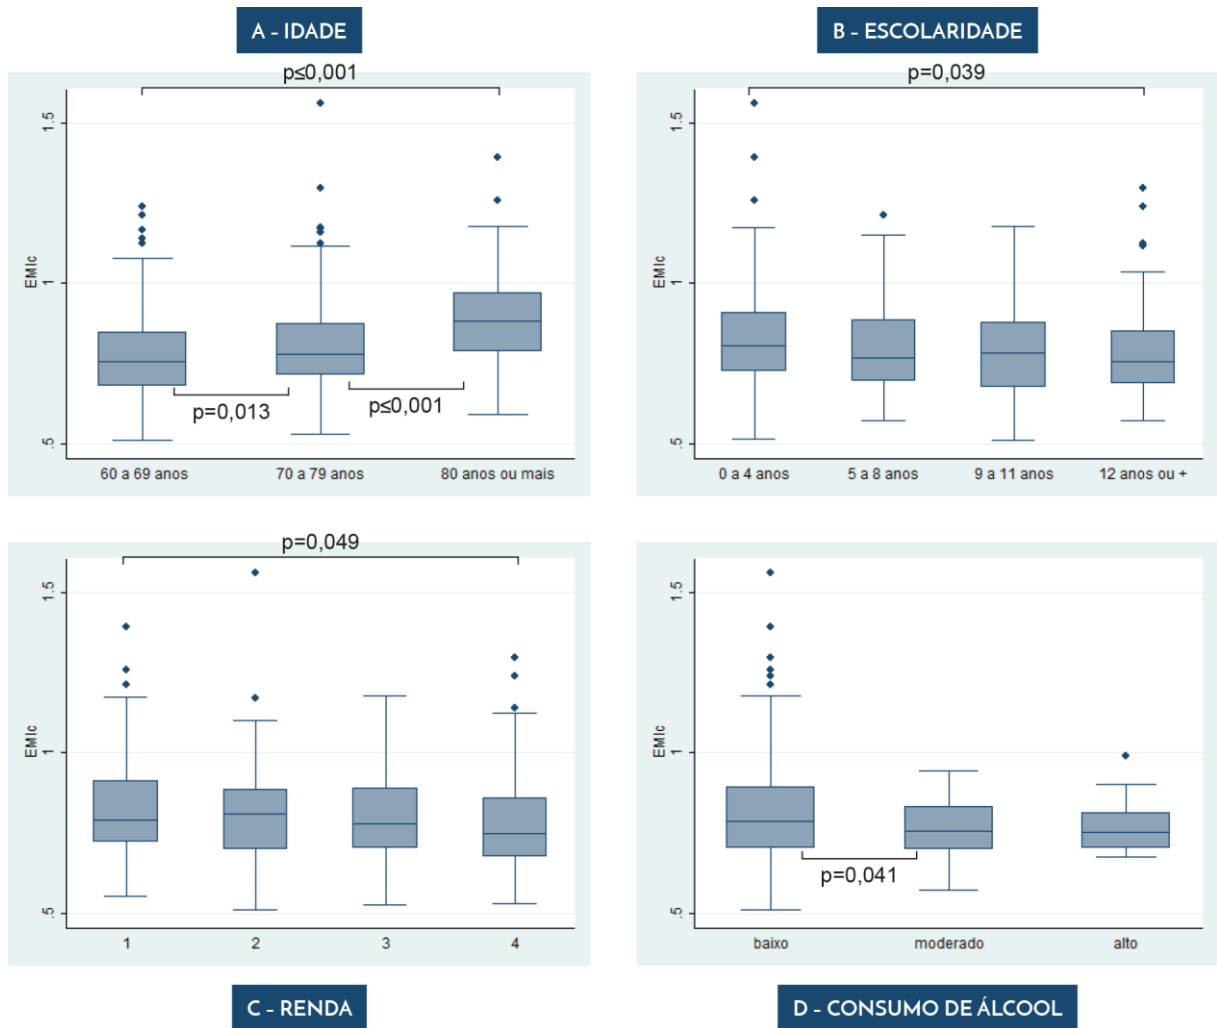 A - IDADE
p≤0,001
1.5
1
.5
EMIc
p=0,013
p≤0,001
60 a 69 anos
70 a 79 anos
80 anos ou mais
B - ESCOLARIDADE
p=0,039
1.5
1
.5
EMIc
0 a 4 anos
5 a 8 anos
9 a 11 anos
12 anos ou +
p=0,049
1.5
1
.5
EMIc
1
2
3
4
C - RENDA
1.5
1
.5
EMIc
p=0,041
baixo
moderado
alto
D - CONSUMO DE ÁLCOOL